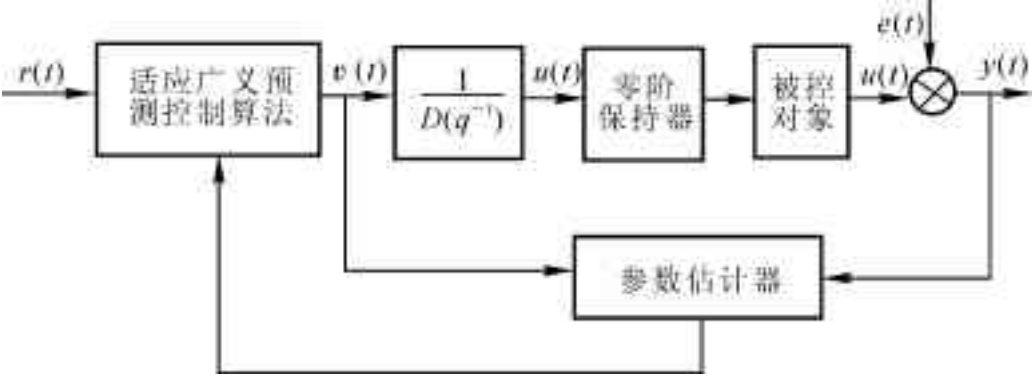 r(t)
适应广义预
测控制算法
v(t)
1
D(q⁻¹)
u(t)
零阶
保持器
被控
对象
u(t)
e(t)
y(t)
参数估计器